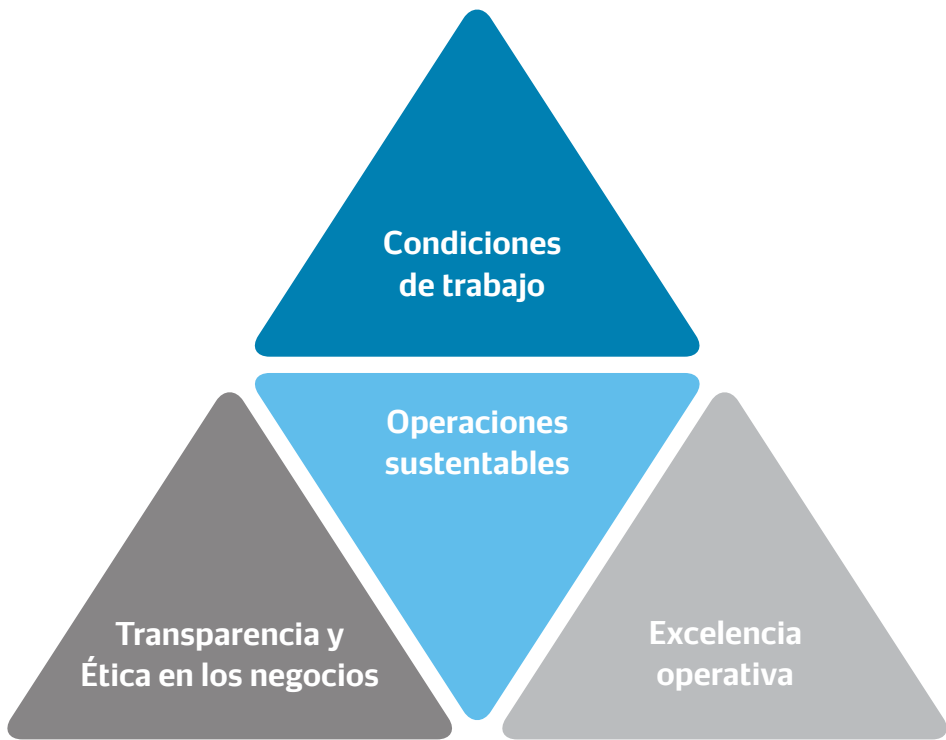 Condiciones
de trabajo
Operaciones
sustentables
Transparencia y
Ética en los negocios
Excelencia
operativa